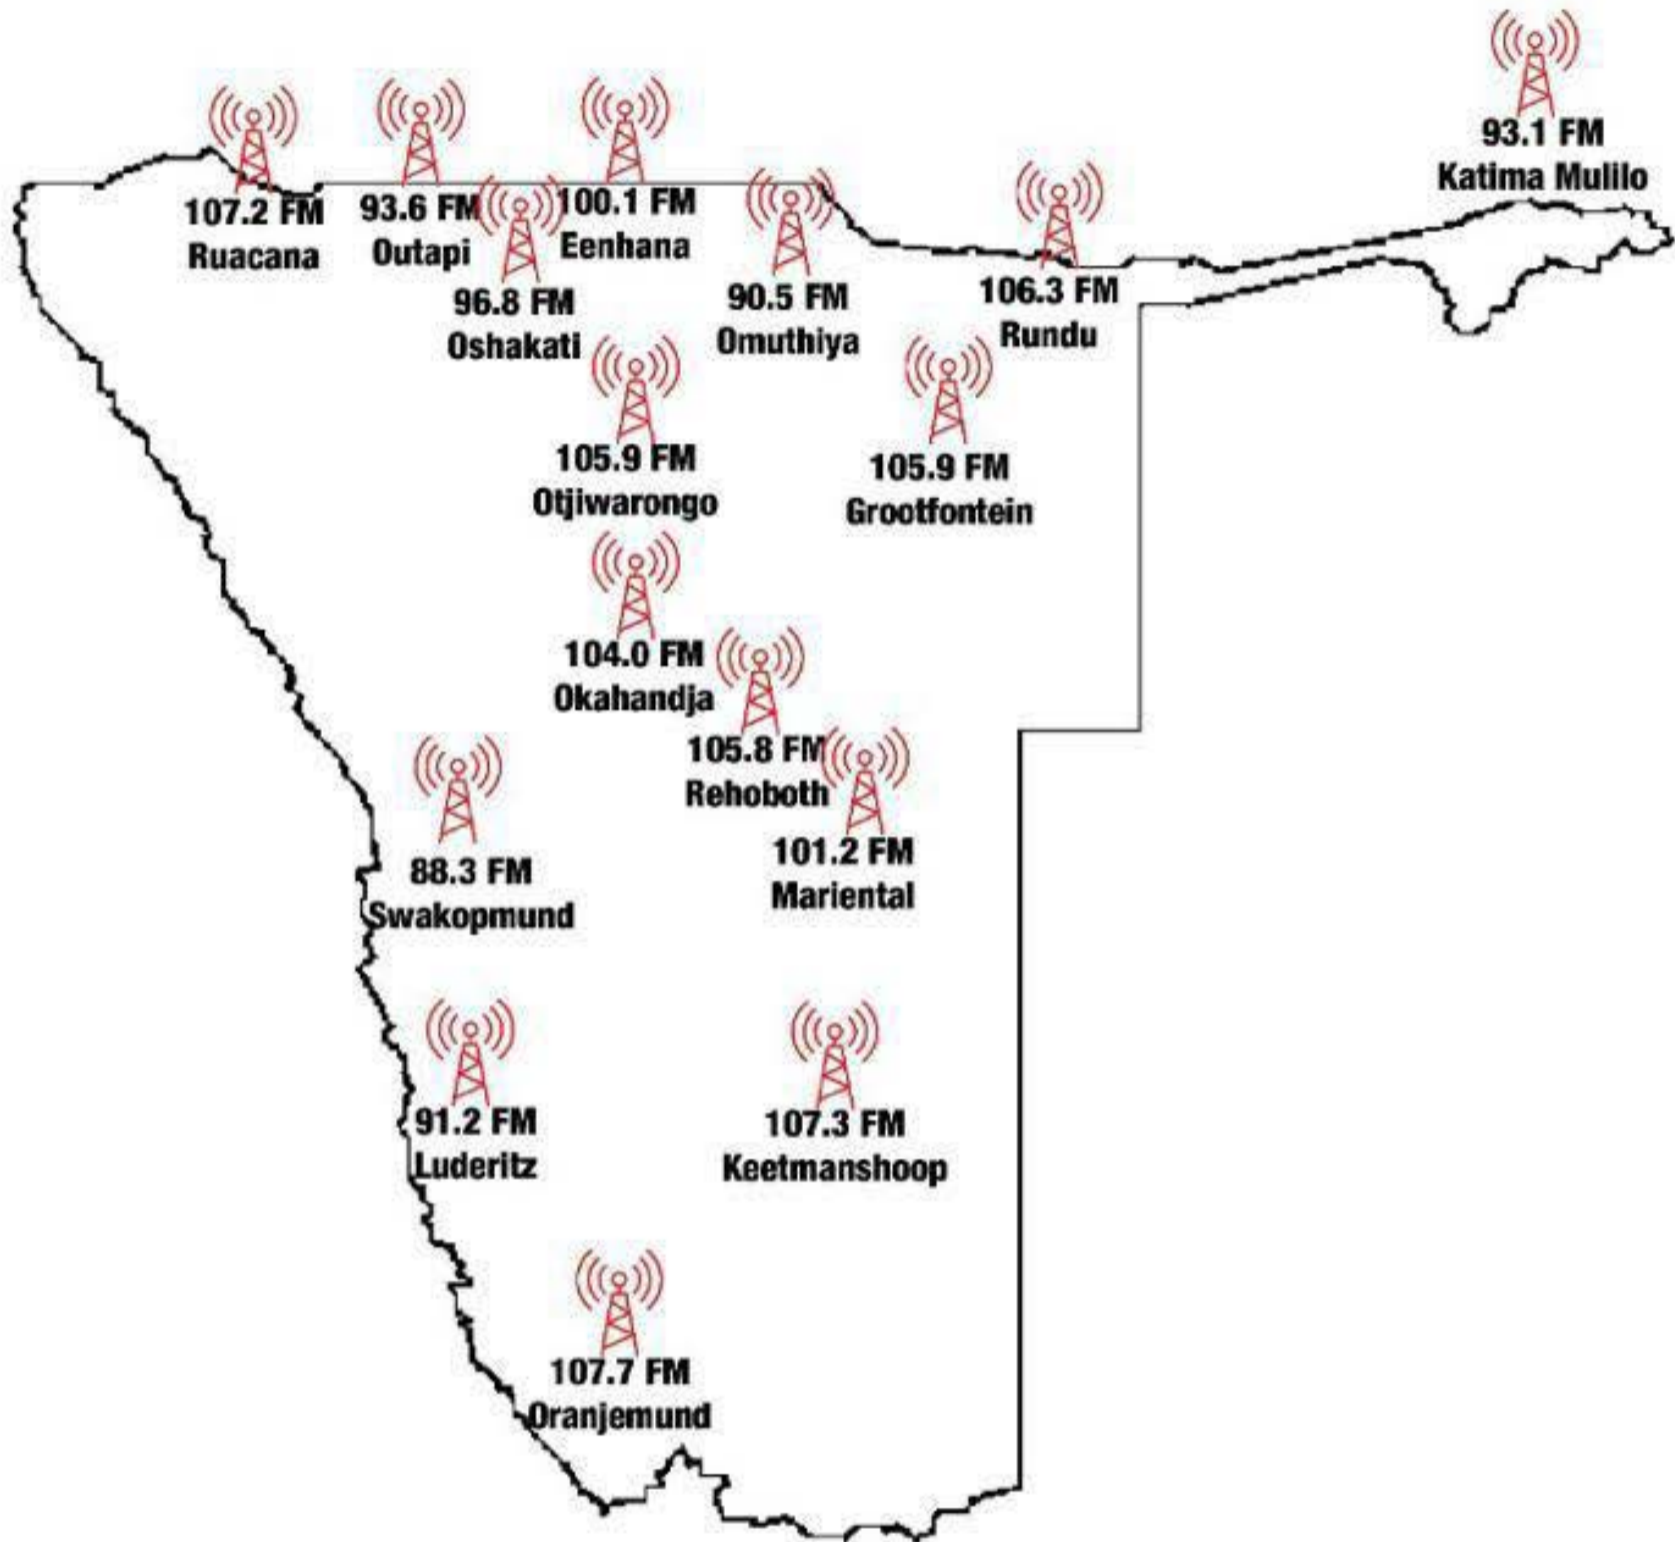 93.1 FM
Katima Mulilo
107.2 FM
Ruacana
93.6 FM
Outapi
100.1 FM
Eenhana
96.8 FM
Oshakati
90.5 FM
Omuthiya
106.3 FM
Rundu
105.9 FM
Otjiwarongo
105.9 FM
Grootfontein
104.0 FM
Okahandja
105.8 FM
Rehoboth
101.2 FM
Mariental
88.3 FM
Swakopmund
91.2 FM
Luderitz
107.3 FM
Keetmanshoop
107.7 FM
Oranjemund